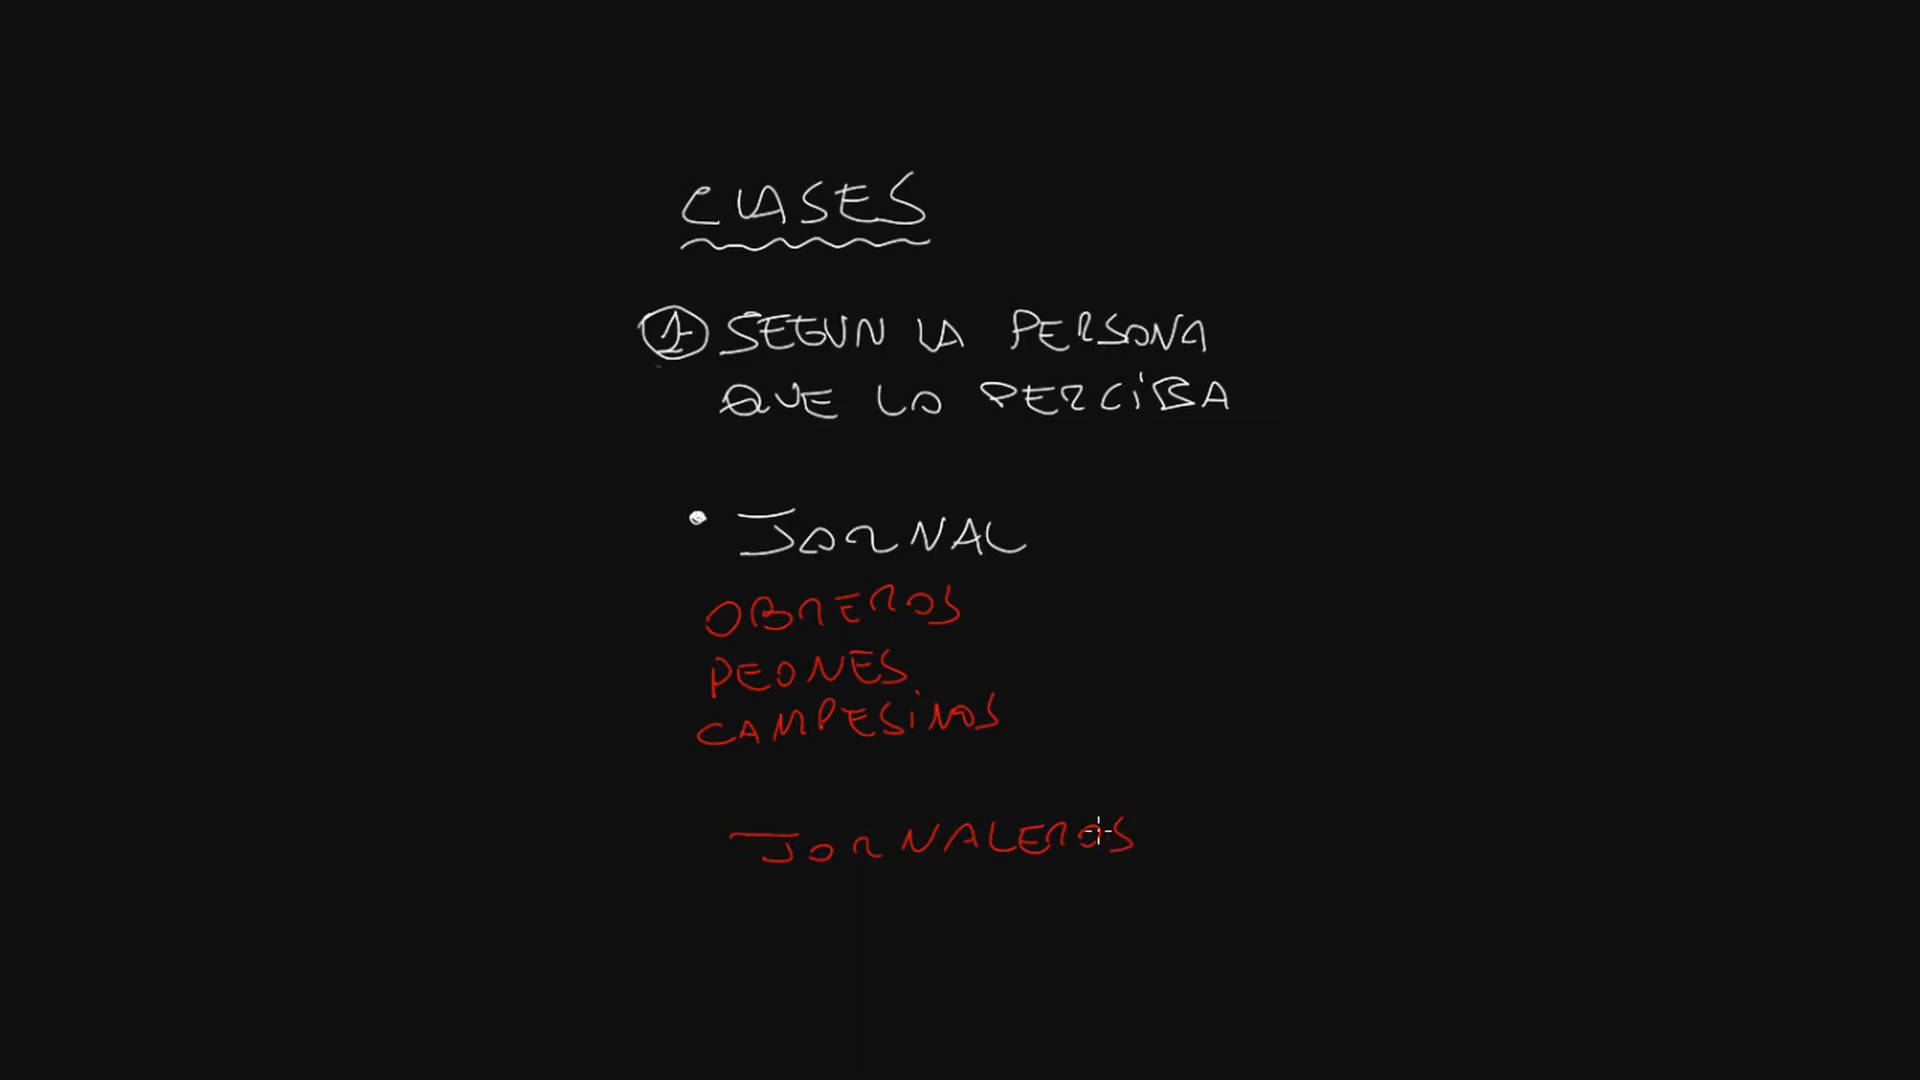 CLASES
1 SEGUN LA PERSONA
QUE LO PERCIBA
• JORNAL
OBREROS
PEONES
CAMPESINOS
JORNALEROS